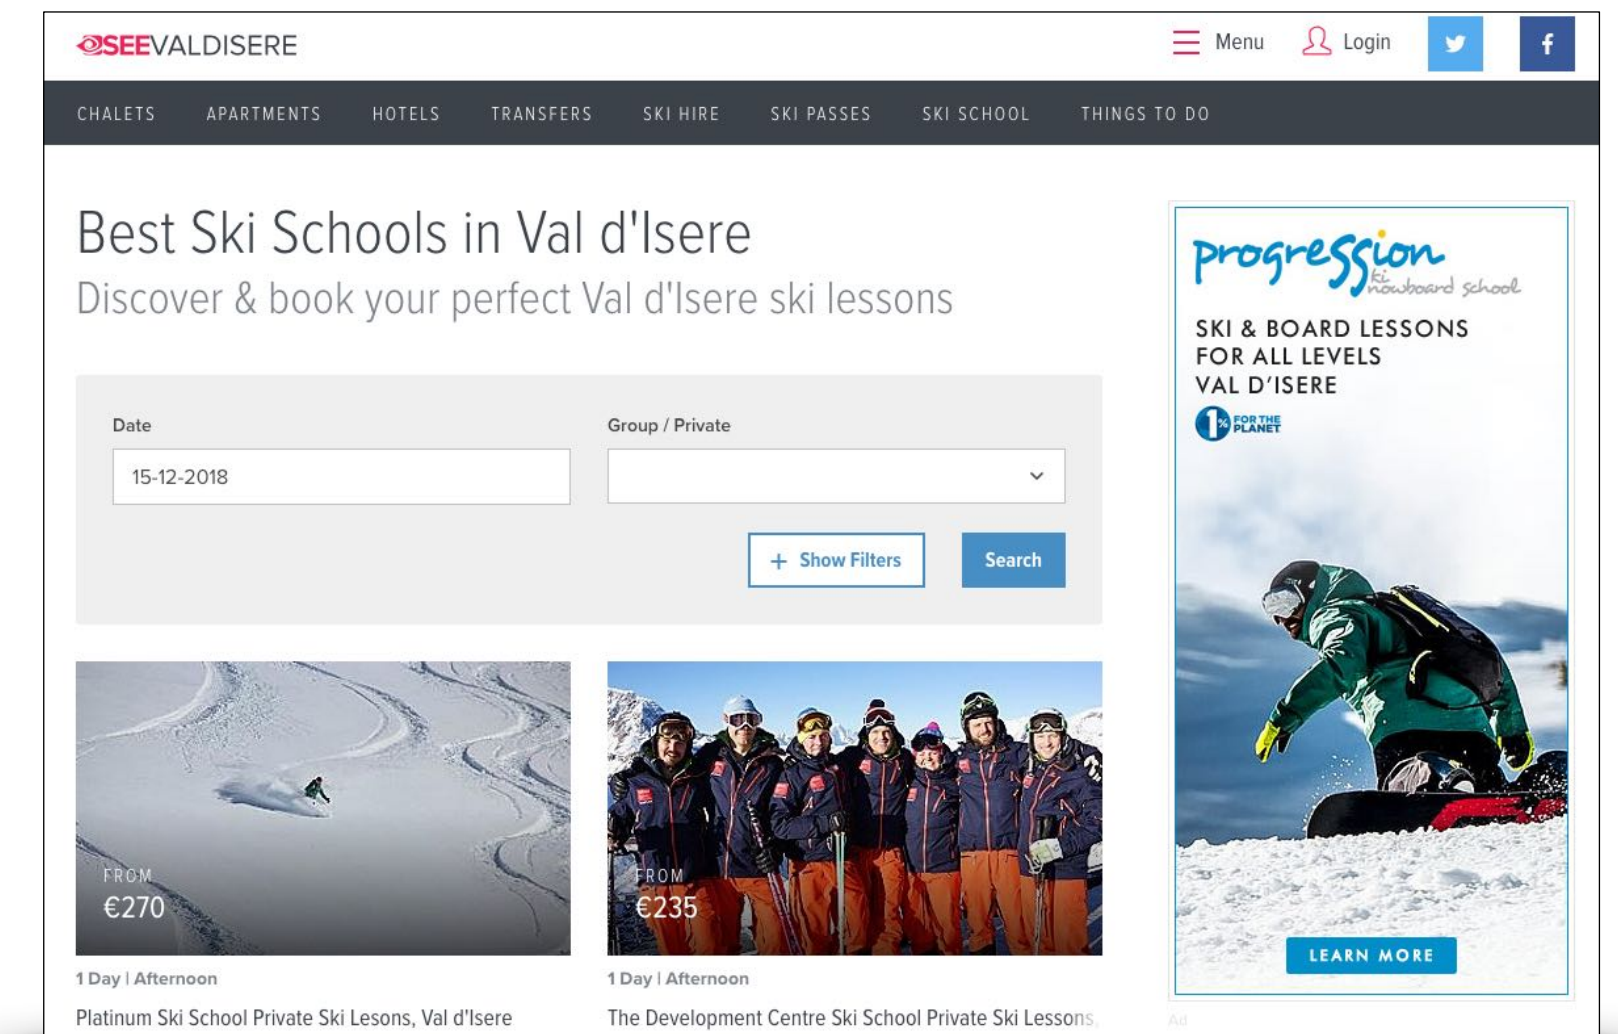 SEEVALDISERE
Menu
Login
CHALETS APARTMENTS HOTELS TRANSFERS SKI HIRE SKI PASSES SKI SCHOOL THINGS TO DO
Best Ski Schools in Val d'Isere
Discover & book your perfect Val d'Isere ski lessons
Date
15-12-2018
Group / Private
+ Show Filters
Search
FROM
€270
1 Day | Afternoon
Platinum Ski School Private Ski Lesons, Val d'Isere
FROM
€235
1 Day | Afternoon
The Development Centre Ski School Private Ski Lessons,
progression
ki
nowboard school
SKI & BOARD LESSONS
FOR ALL LEVELS
VAL D'ISERE
1% FOR THE
PLANET
LEARN MORE
Ad